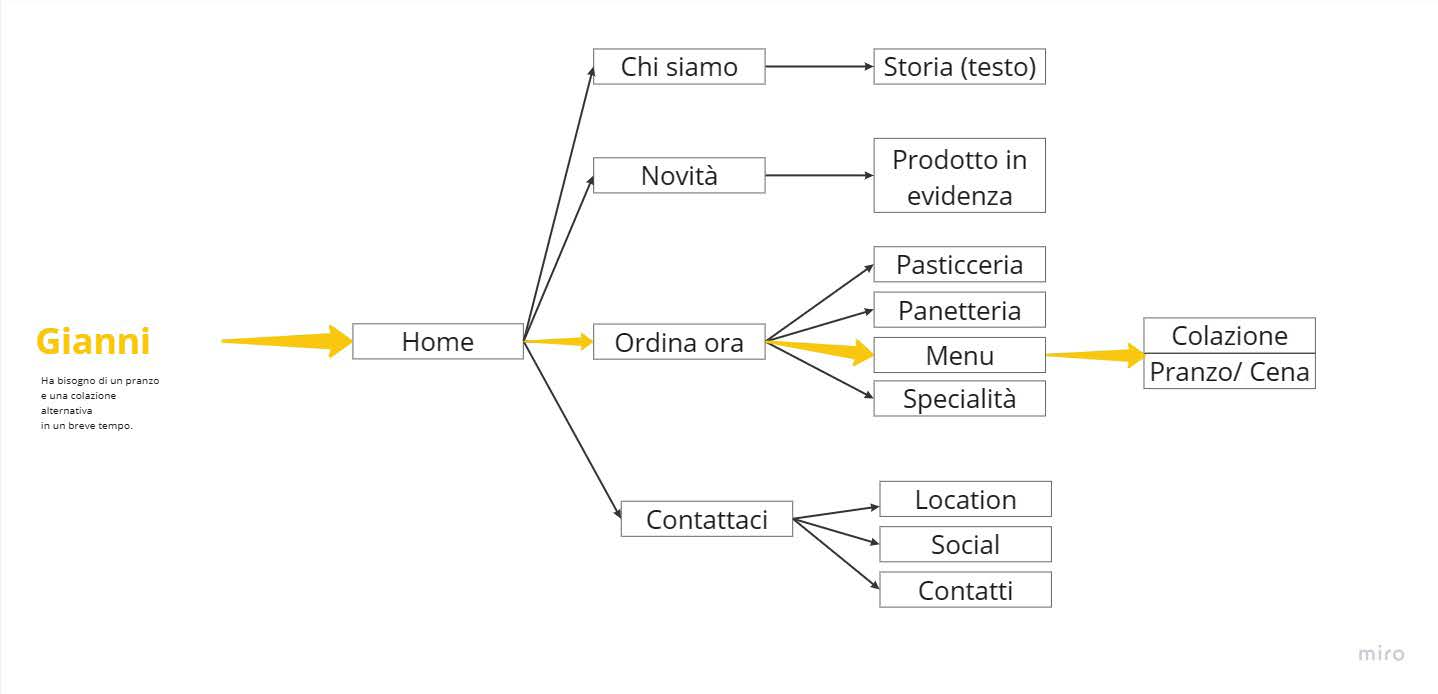 Chi siamo
Storia (testo)
Novità
Prodotto in
evidenza
Gianni
Ha bisogno di un pranzo
e una colazione
alternativa
in un breve tempo.
Home
Ordina ora
Pasticceria
Panetteria
Menu
Specialità
Colazione
Pranzo/ Cena
Contattaci
Location
Social
Contatti
miro